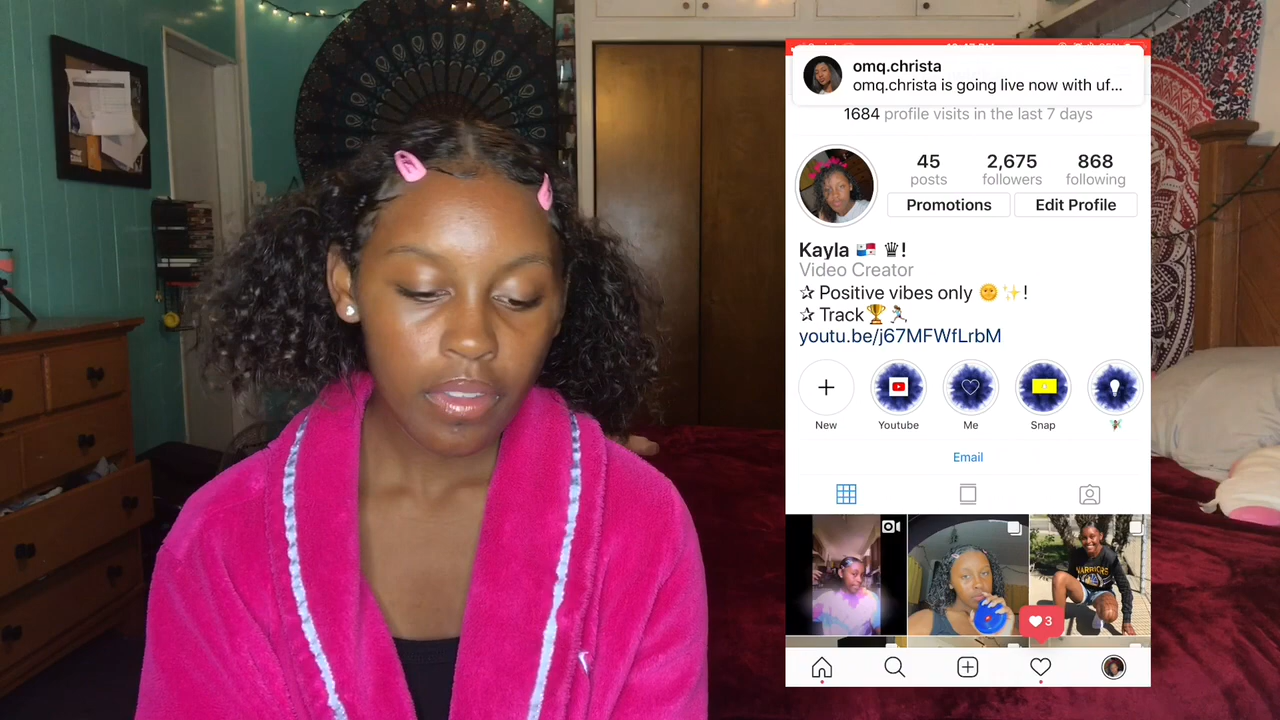 omq.christa
omq.christa is going live now with uf...
1684 profile visits in the last 7 days
45
posts
2,675
followers
868
following
Promotions
Edit Profile
Kayla 🇵🇦 ♛!
Video Creator
✰ Positive vibes only 🌞✨!
✰ Track🏆🏃🏽‍♀️
youtu.be/j67MFWfLrbM
New
Youtube
Me
Snap
🧚🏽‍♀️
Email
WARRIORS
3